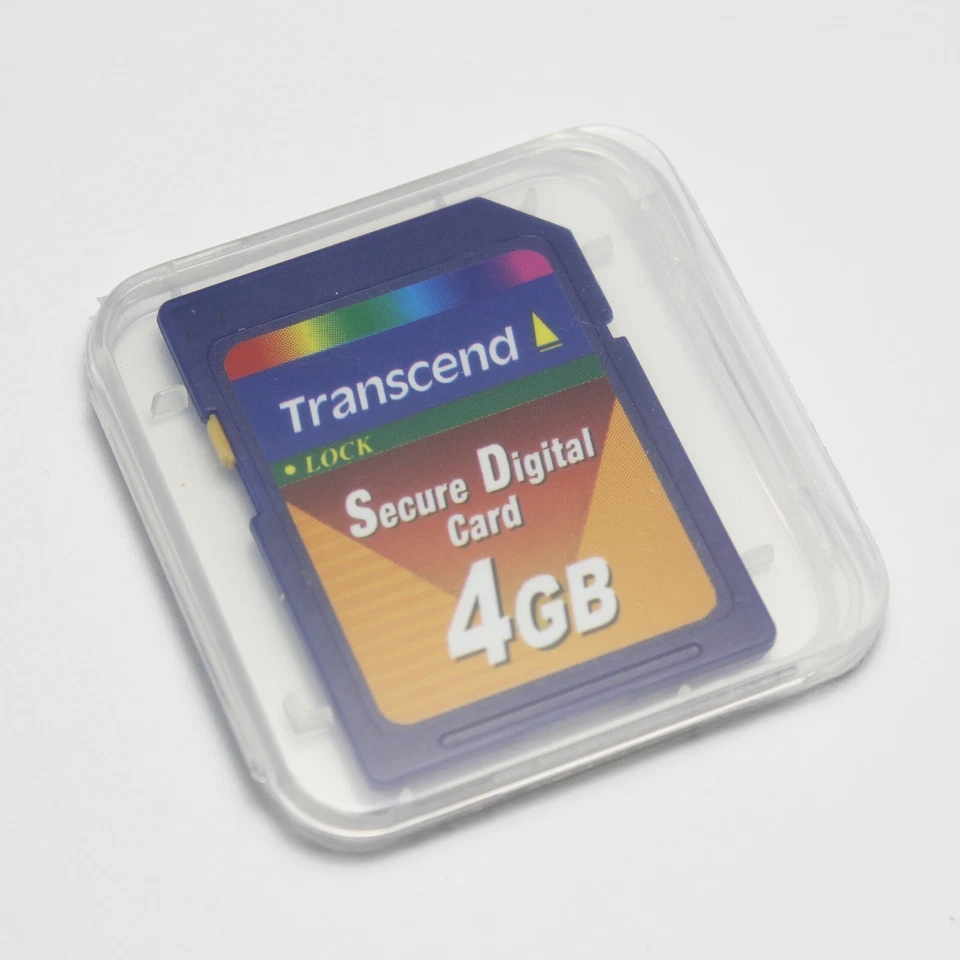 Transcend
• LOCK
Secure Digital
Card
4GB